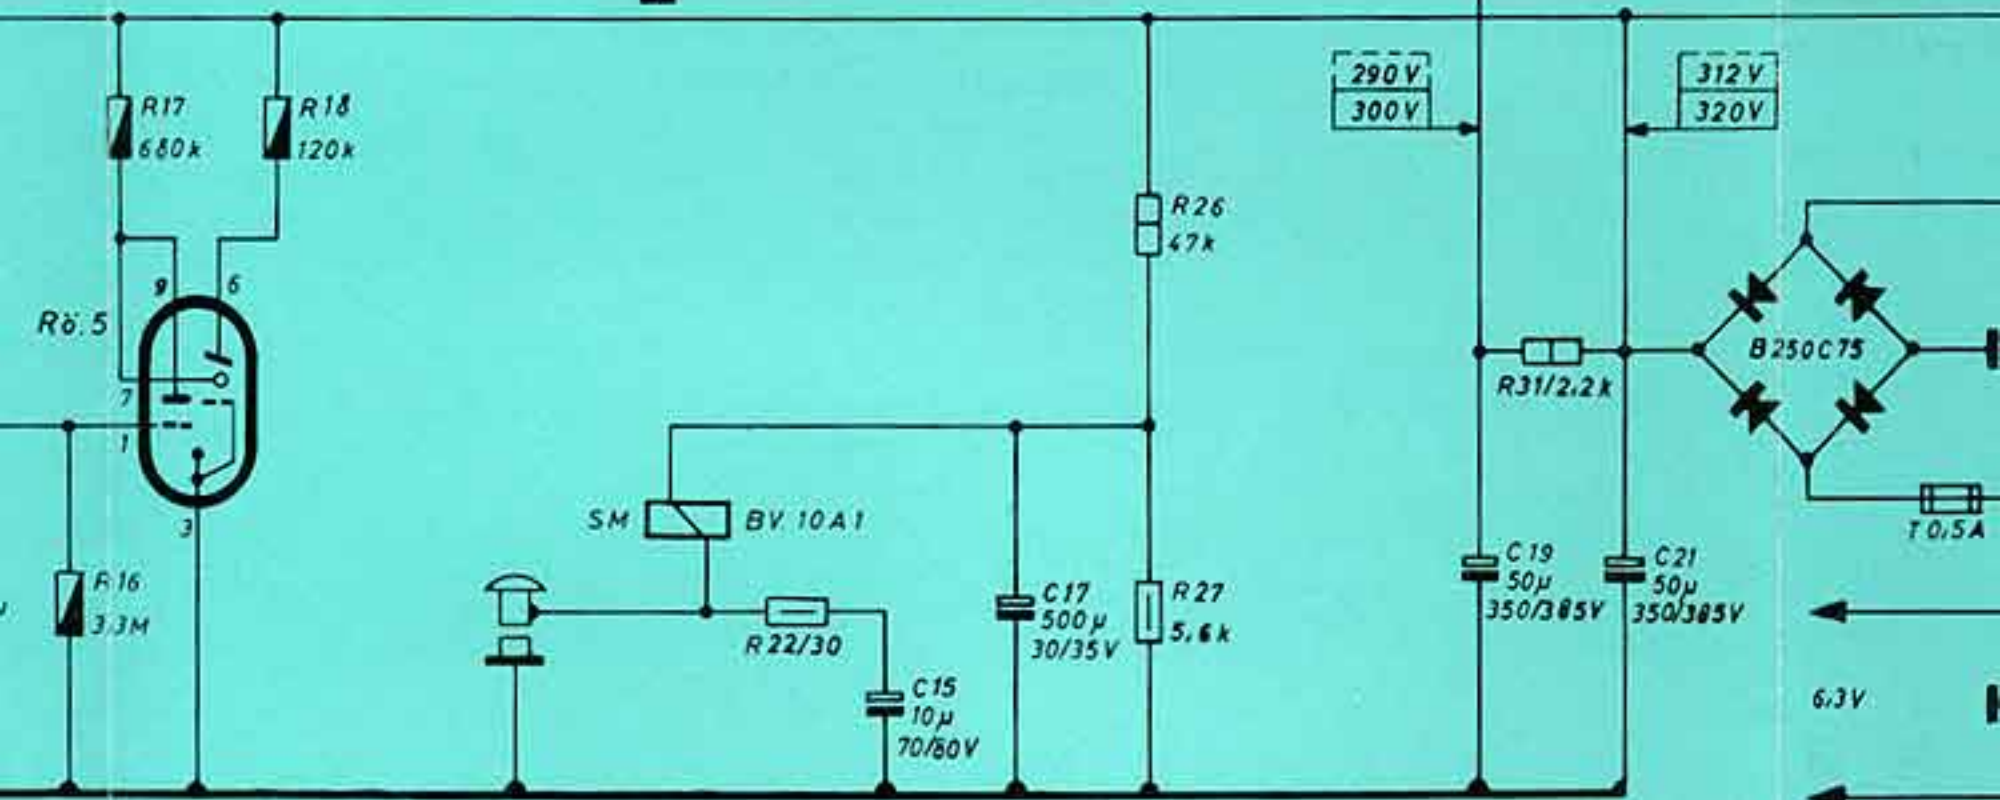 290V
300V
312V
320V
R17
680k
R18
120k
R26
47k
9
6
Rö.5
7
1
3
B250C75
R31/2,2k
SM
BV.10A1
T0,5A
R16
3,3M
C17
500µ
30/35V
R27
5,6k
C19
50µ
350/385V
C21
50µ
350/385V
R22/30
C15
10µ
70/80V
6,3V